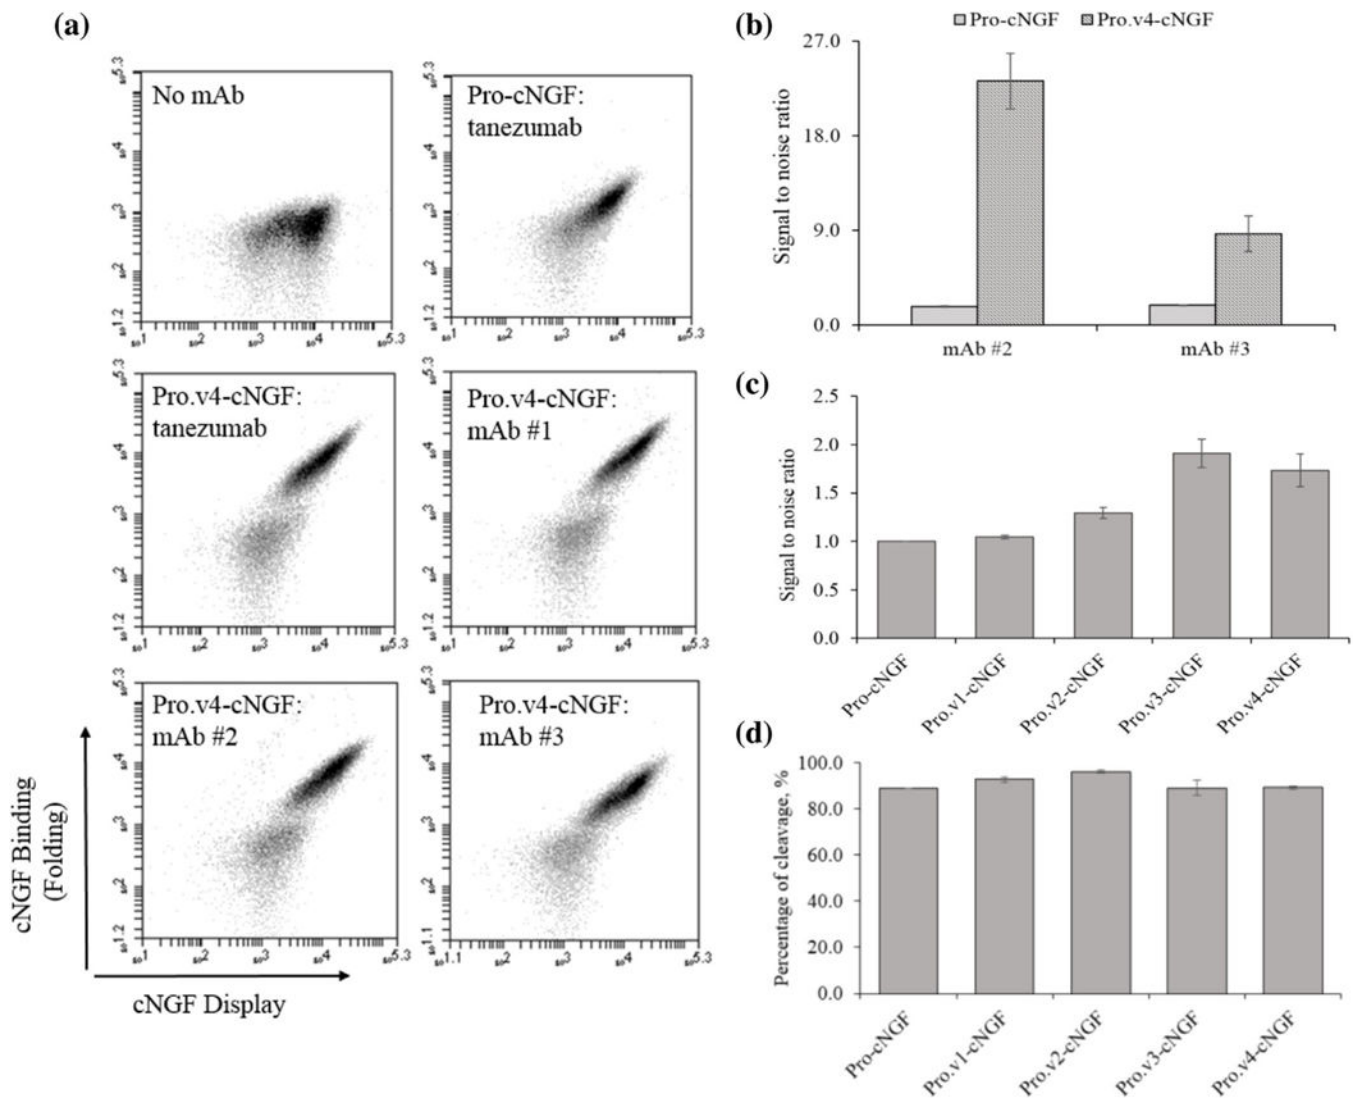 (a)
No mAb
Pro-cNGF:
tanezumab
Pro.v4-cNGF:
tanezumab
Pro.v4-cNGF:
mAb #1
Pro.v4-cNGF:
mAb #2
Pro.v4-cNGF:
mAb #3
cNGF Binding
(Folding)
cNGF Display
(b)
Pro-cNGF Pro.v4-cNGF
Signal to noise ratio
27.0
18.0
9.0
0.0
mAb #2 mAb #3
(c)
Signal to noise ratio
2.5
2.0
1.5
1.0
0.5
0.0
Pro-cNGF
Pro.v1-cNGF
Pro.v2-cNGF
Pro.v3-cNGF
Pro.v4-cNGF
(d)
Percentage of cleavage, %
100.0
80.0
60.0
40.0
20.0
0.0
Pro-cNGF
Pro.v1-cNGF
Pro.v2-cNGF
Pro.v3-cNGF
Pro.v4-cNGF